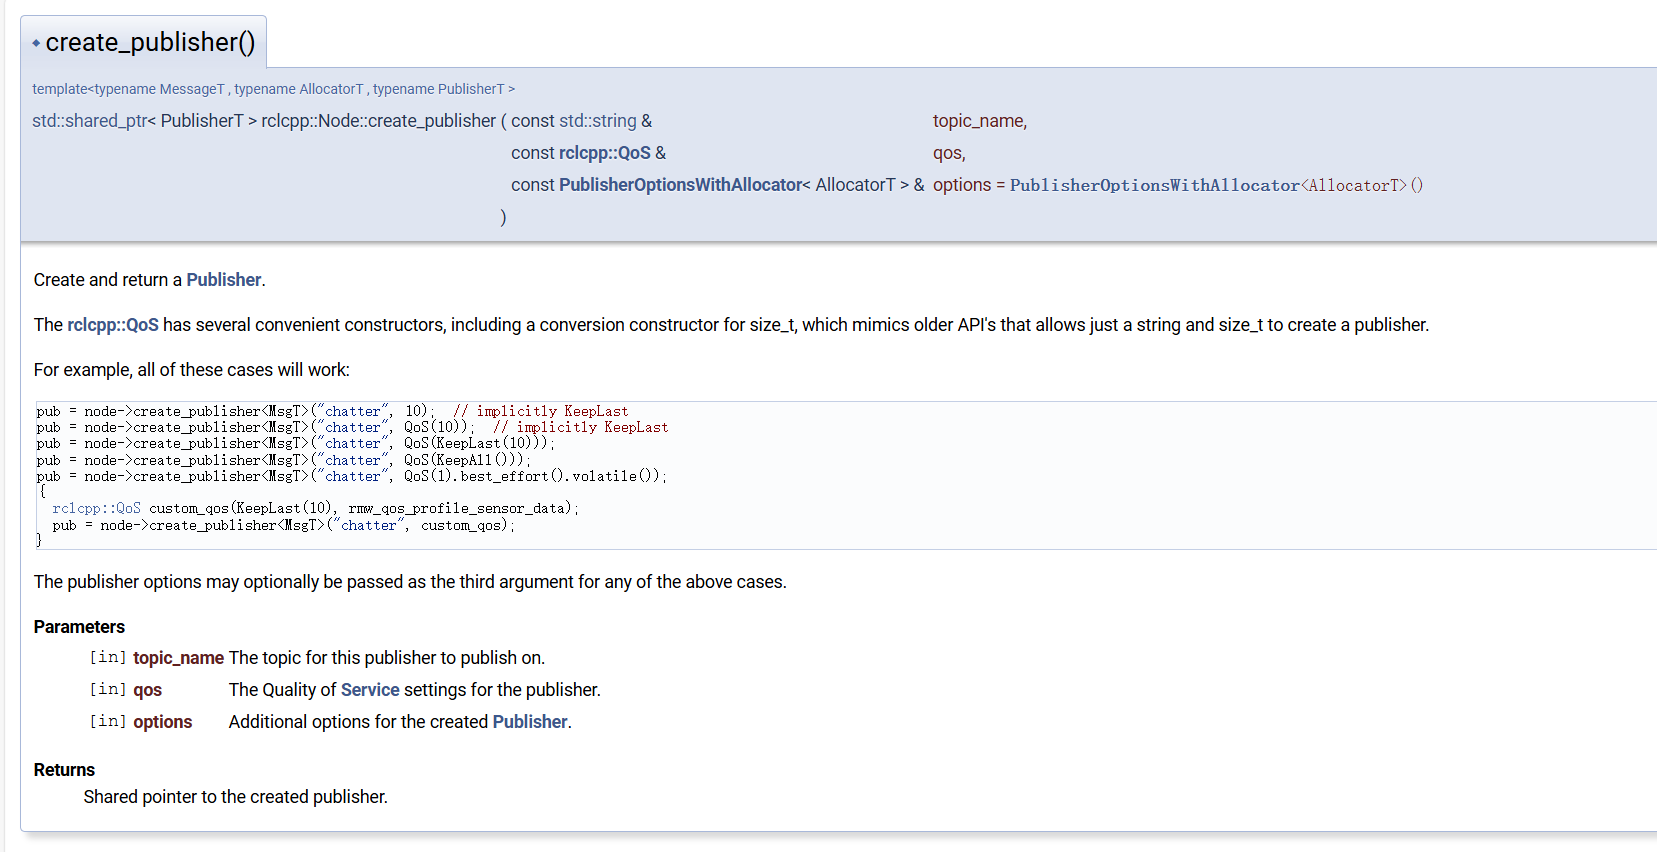 ◆ create_publisher()
template<typename MessageT , typename AllocatorT , typename PublisherT >
std::shared_ptr< PublisherT > rclcpp::Node::create_publisher ( const std::string & topic_name,
const rclcpp::QoS & qos,
const PublisherOptionsWithAllocator< AllocatorT > & options = PublisherOptionsWithAllocator<AllocatorT>()
)
Create and return a Publisher.
The rclcpp::QoS has several convenient constructors, including a conversion constructor for size_t, which mimics older API's that allows just a string and size_t to create a publisher.
For example, all of these cases will work:
pub = node->create_publisher<MsgT>("chatter", 10);  // implicitly KeepLast
pub = node->create_publisher<MsgT>("chatter", QoS(10));  // implicitly KeepLast
pub = node->create_publisher<MsgT>("chatter", QoS(KeepLast(10)));
pub = node->create_publisher<MsgT>("chatter", QoS(KeepAll()));
pub = node->create_publisher<MsgT>("chatter", QoS(1).best_effort().volatile());
{
rclcpp::QoS custom_qos(KeepLast(10), rmw_qos_profile_sensor_data);
pub = node->create_publisher<MsgT>("chatter", custom_qos);
}
The publisher options may optionally be passed as the third argument for any of the above cases.
Parameters
[in] topic_name The topic for this publisher to publish on.
[in] qos The Quality of Service settings for the publisher.
[in] options Additional options for the created Publisher.
Returns
Shared pointer to the created publisher.